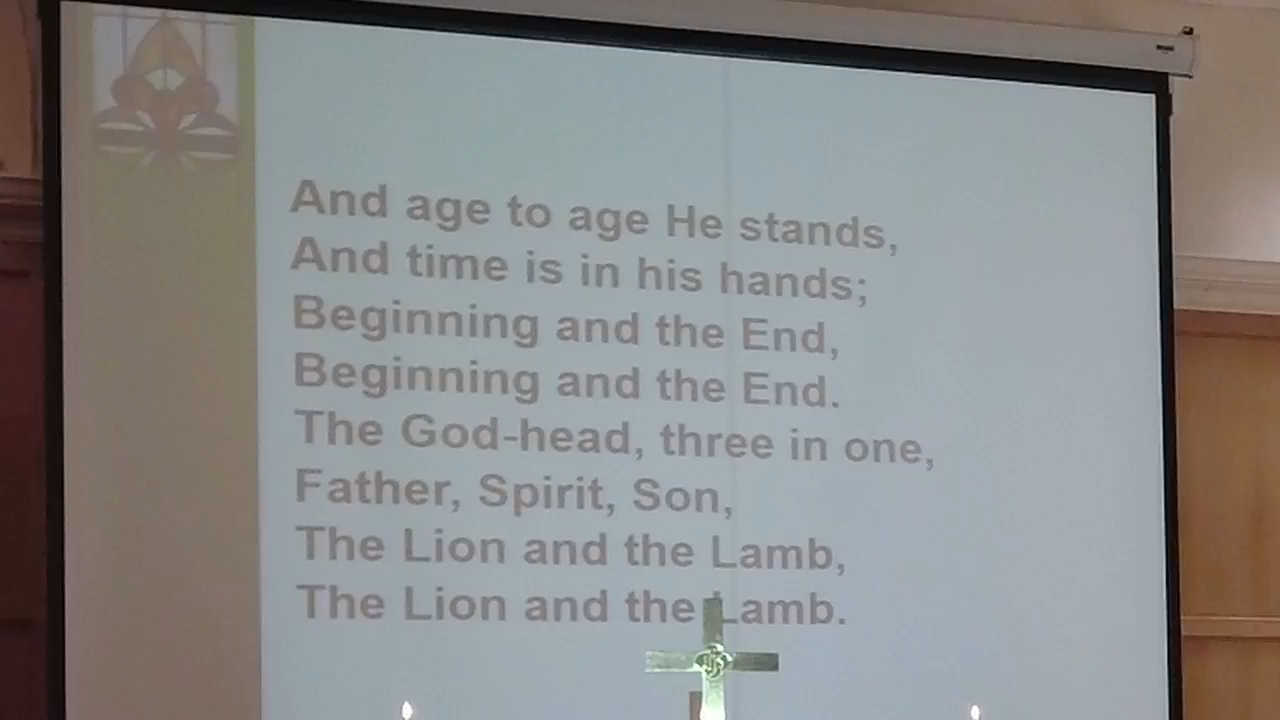 And age to age He stands,
And time is in his hands;
Beginning and the End,
Beginning and the End.
The God-head, three in one,
Father, Spirit, Son,
The Lion and the Lamb,
The Lion and the Lamb.